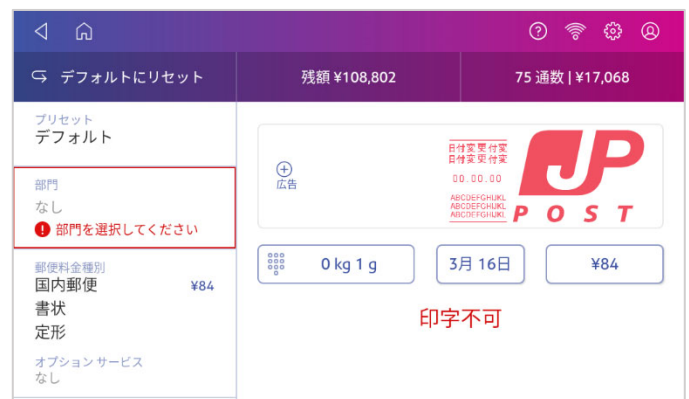 デフォルトにリセット
残額 ¥108,802
75 通数 | ¥17,068
プリセット
デフォルト
部門
なし
部門を選択してください
郵便料金種別
国内郵便 ¥84
書状
定形
オプション サービス
なし
広告
日付変更付変
日付変更付変
00.00.00
ABCDEFGHIJKL
ABCDEFGHIJKL
ABCDEFGHIJKL
JP
POST
0 kg 1 g
3月 16日
¥84
印字不可